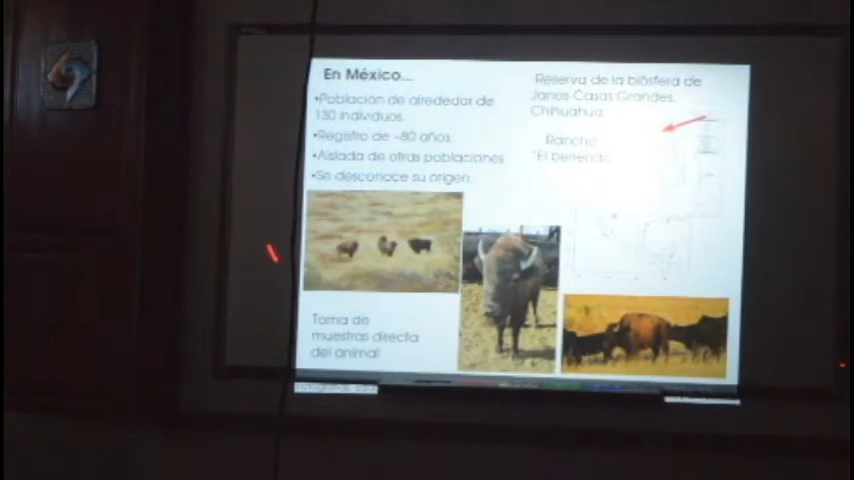 En México...
•Población de alrededor de
130 individuos.
•Registro de ~80 años.
•Aislada de otras poblaciones
•Se desconoce su origen.
Reserva de la biósfera de
Janos Casas Grandes,
Chihuahua
Rancho
"El berrendo
Toma de
muestras directa
del animal